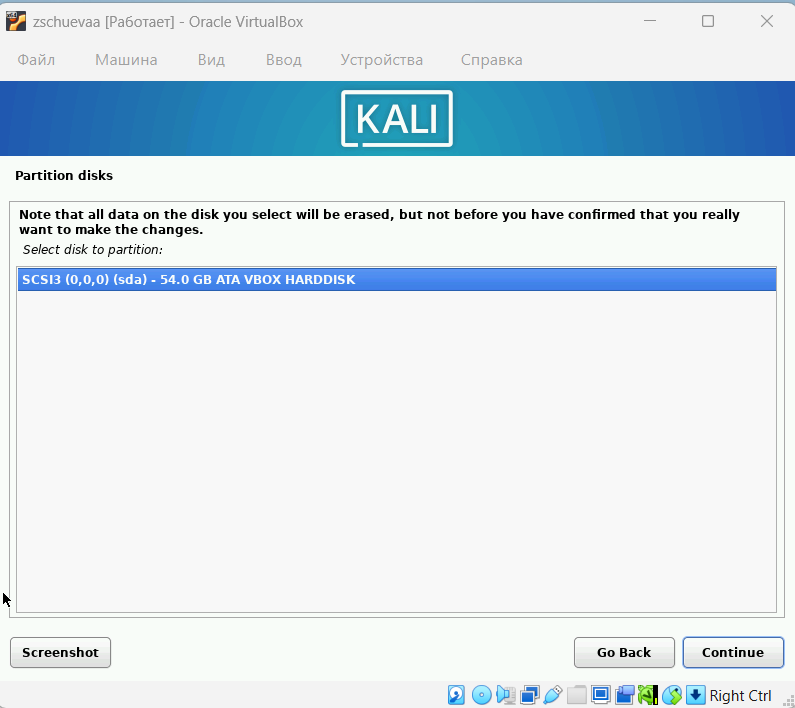 zschuevaa [Работает] - Oracle VirtualBox
Файл Машина Вид Ввод Устройства Справка
KALI
Partition disks
Note that all data on the disk you select will be erased, but not before you have confirmed that you really
want to make the changes.
Select disk to partition:
SCSI3 (0,0,0) (sda) - 54.0 GB ATA VBOX HARDDISK
Screenshot Go Back Continue
Right Ctrl